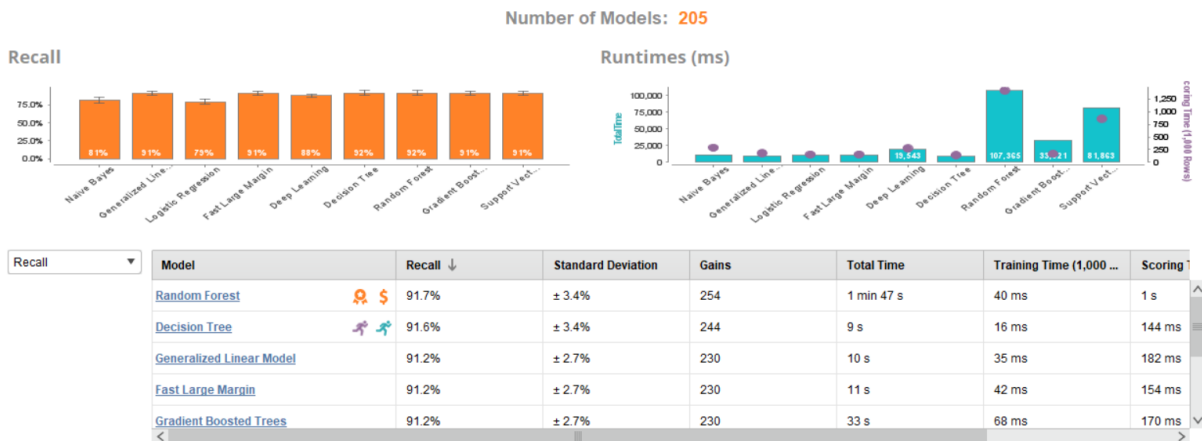 Number of Models: 205
Recall
75.0%
50.0%
25.0%
0.0%
81% 91% 79% 91% 88% 92% 92% 91% 91%
Naive Bayes
Generalized Line...
Logistic Regression
Fast Large Margin
Deep Learning
Decision Tree
Random Forest
Gradient Boost...
Support Vect...
Runtimes (ms)
Total Time
100,000
75,000
50,000
25,000
0
107,365 81,863
1,250
1,000
750
500
250
0
coring Time (1,000 Rows)
Naive Bayes
Generalized Line...
Logistic Regression
Fast Large Margin
Deep Learning
Decision Tree
Random Forest
Gradient Boost...
Support Vect...
Recall
Model Recall ↓ Standard Deviation Gains Total Time Training Time (1,000 ... Scoring T
Random Forest $ 91.7% ± 3.4% 254 1 min 47 s 40 ms 1 s
Decision Tree 91.6% ± 3.4% 244 9 s 16 ms 144 ms
Generalized Linear Model 91.2% ± 2.7% 230 10 s 35 ms 182 ms
Fast Large Margin 91.2% ± 2.7% 230 11 s 42 ms 154 ms
Gradient Boosted Trees 91.2% ± 2.7% 230 33 s 68 ms 170 ms